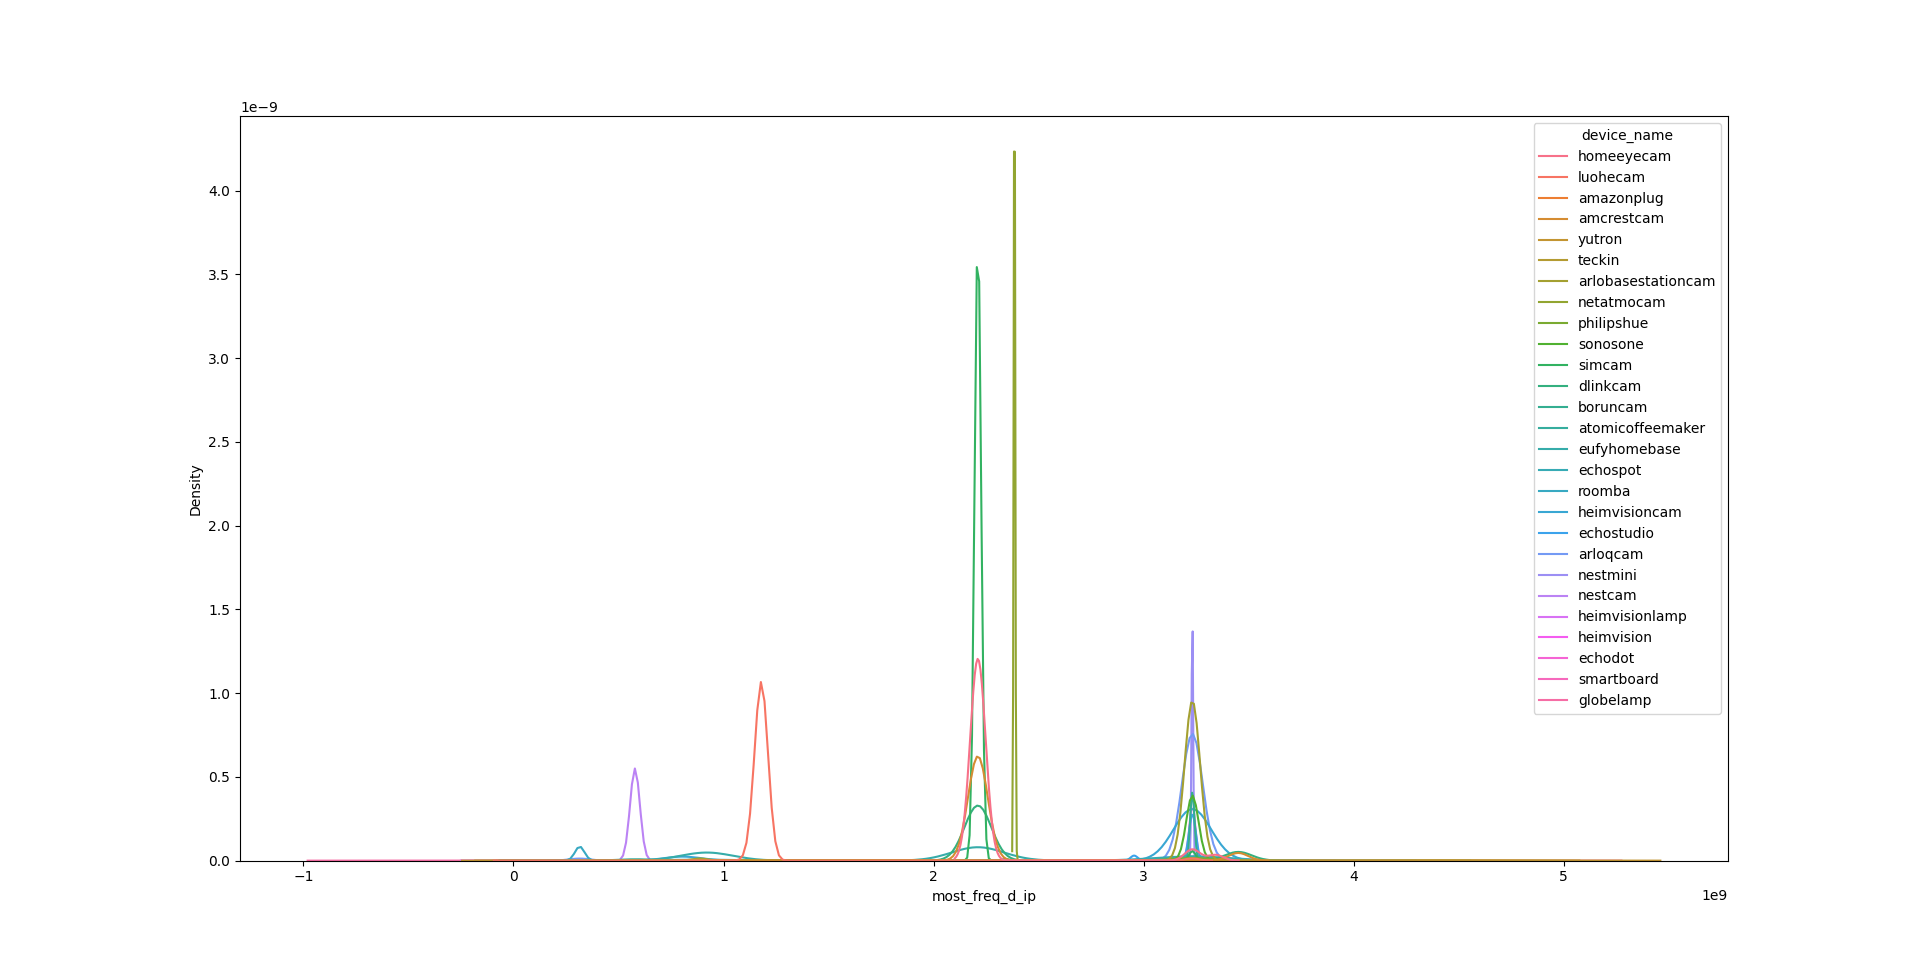 1e−9
4.0
3.5
3.0
2.5
2.0
1.5
1.0
0.5
0.0
Density
−1
0
1
2
3
4
5
1e9
most_freq_d_ip
device_name
homeeyecam
luohecam
amazonplug
amcrestcam
yutron
teckin
arlobasestationcam
netatmocam
philipshue
sonosone
simcam
dlinkcam
boruncam
atomicoffeemaker
eufyhomebase
echospot
roomba
heimvisioncam
echostudio
arloqcam
nestmini
nestcam
heimvisionlamp
heimvision
echodot
smartboard
globelamp